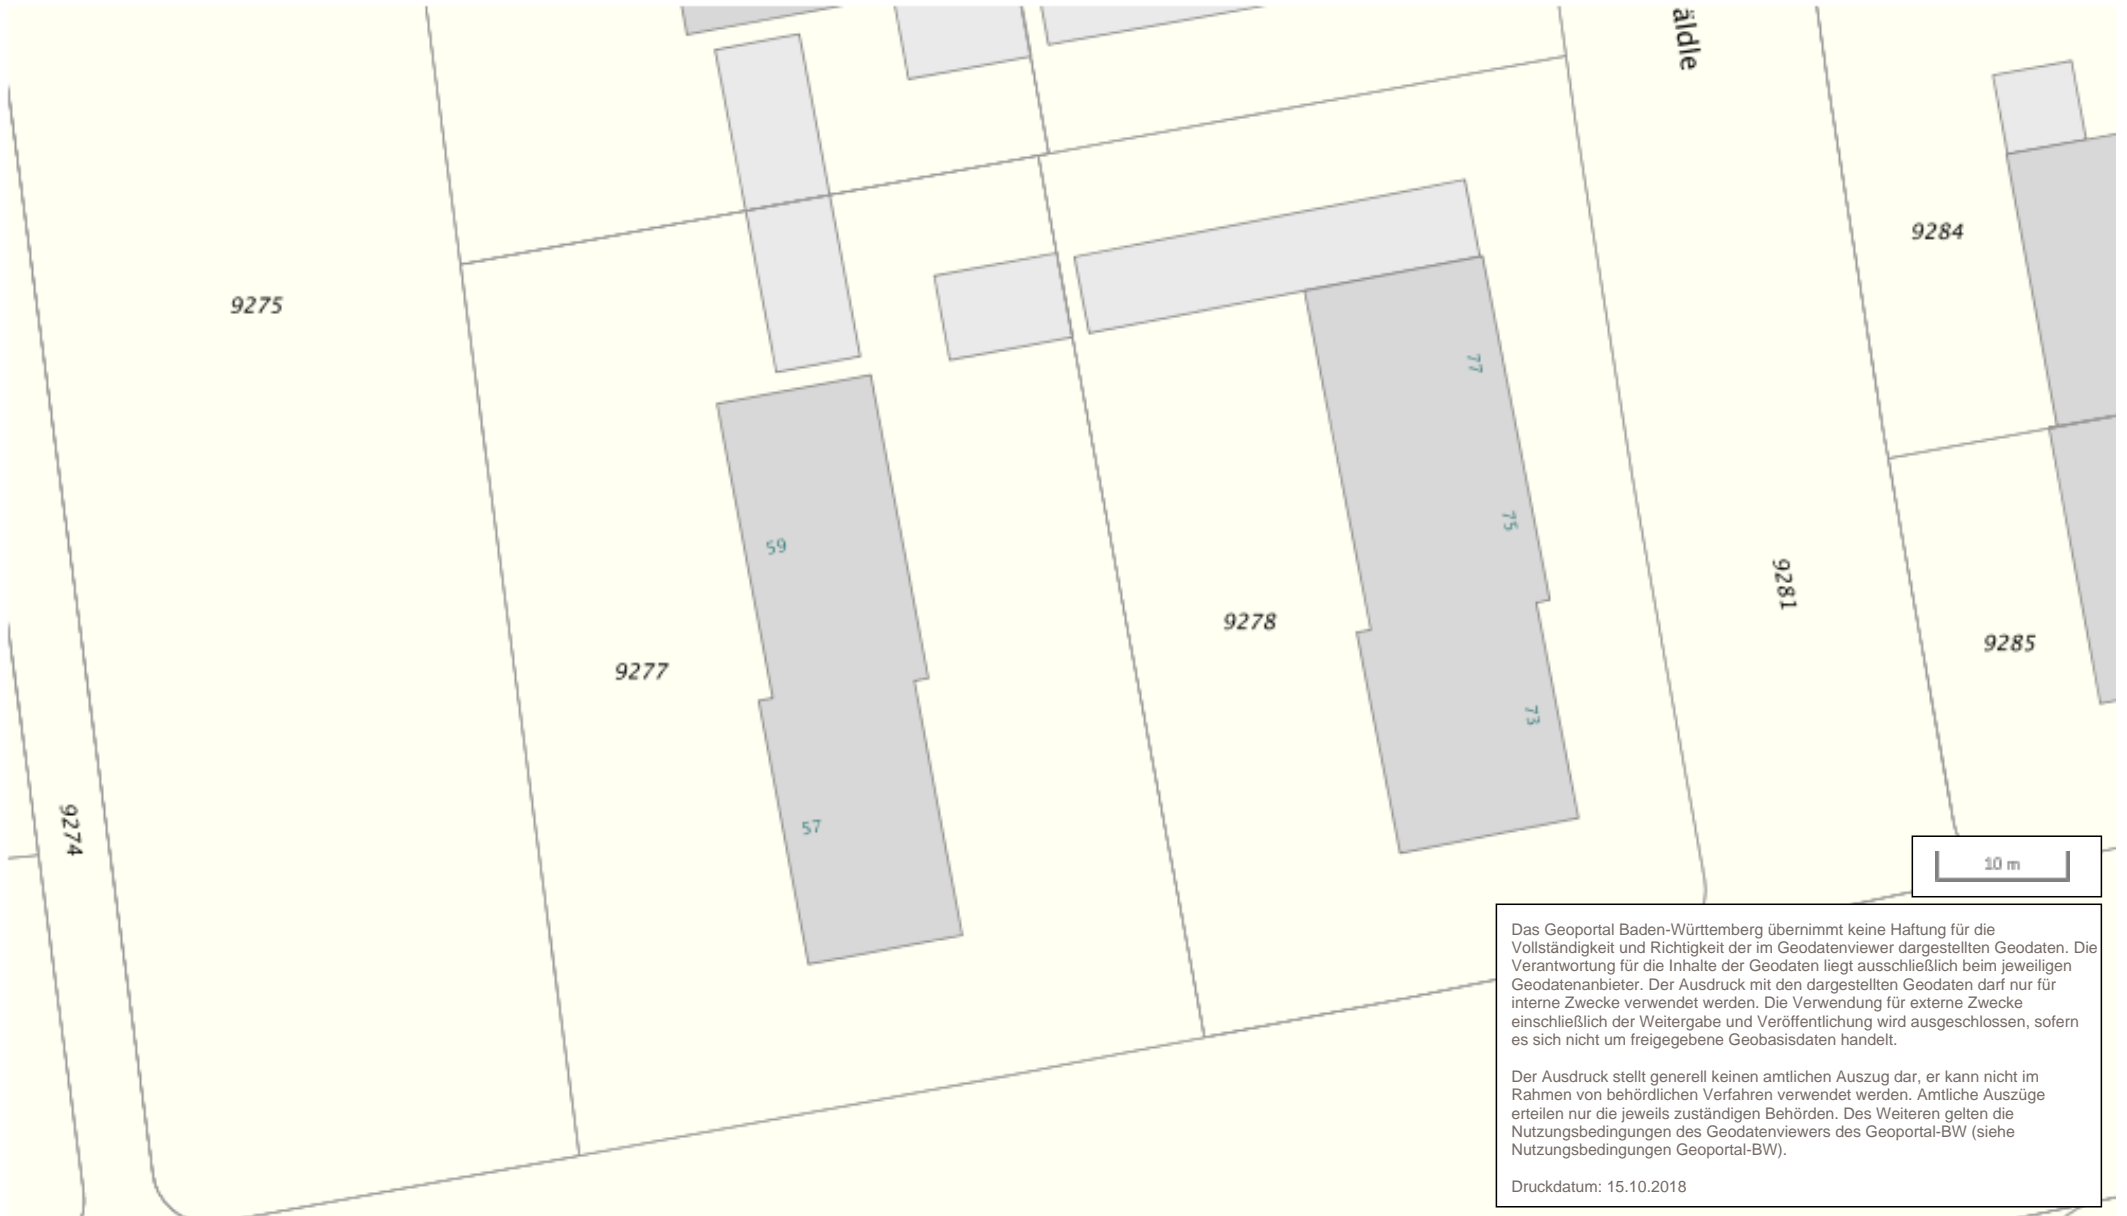 äldle
9284
9275
77
75
59
9281
9278
9285
9277
73
57
9274
10 m
Das Geoportal Baden-Württemberg übernimmt keine Haftung für die
Vollständigkeit und Richtigkeit der im Geodatenviewer dargestellten Geodaten. Die
Verantwortung für die Inhalte der Geodaten liegt ausschließlich beim jeweiligen
Geodatenanbieter. Der Ausdruck mit den dargestellten Geodaten darf nur für
interne Zwecke verwendet werden. Die Verwendung für externe Zwecke
einschließlich der Weitergabe und Veröffentlichung wird ausgeschlossen, sofern
es sich nicht um freigegebene Geobasisdaten handelt.
Der Ausdruck stellt generell keinen amtlichen Auszug dar, er kann nicht im
Rahmen von behördlichen Verfahren verwendet werden. Amtliche Auszüge
erteilen nur die jeweils zuständigen Behörden. Des Weiteren gelten die
Nutzungsbedingungen des Geodatenviewers des Geoportal-BW (siehe
Nutzungsbedingungen Geoportal-BW).
Druckdatum: 15.10.2018